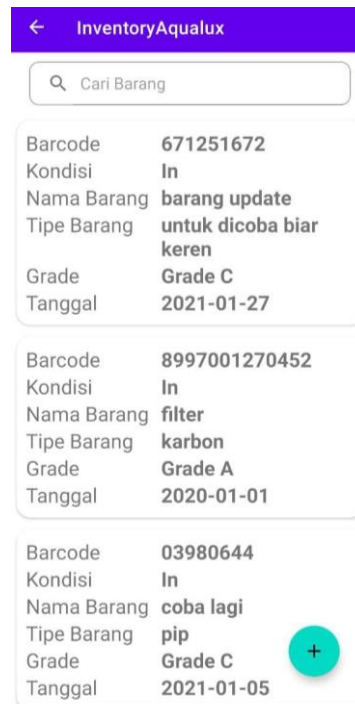 InventoryAqualux
Cari Barang
Barcode 671251672
Kondisi In
Nama Barang barang update
Tipe Barang untuk dicoba biar
keren
Grade Grade C
Tanggal 2021-01-27
Barcode 8997001270452
Kondisi In
Nama Barang filter
Tipe Barang karbon
Grade Grade A
Tanggal 2020-01-01
Barcode 03980644
Kondisi In
Nama Barang coba lagi
Tipe Barang pip
Grade Grade C
Tanggal 2021-01-05